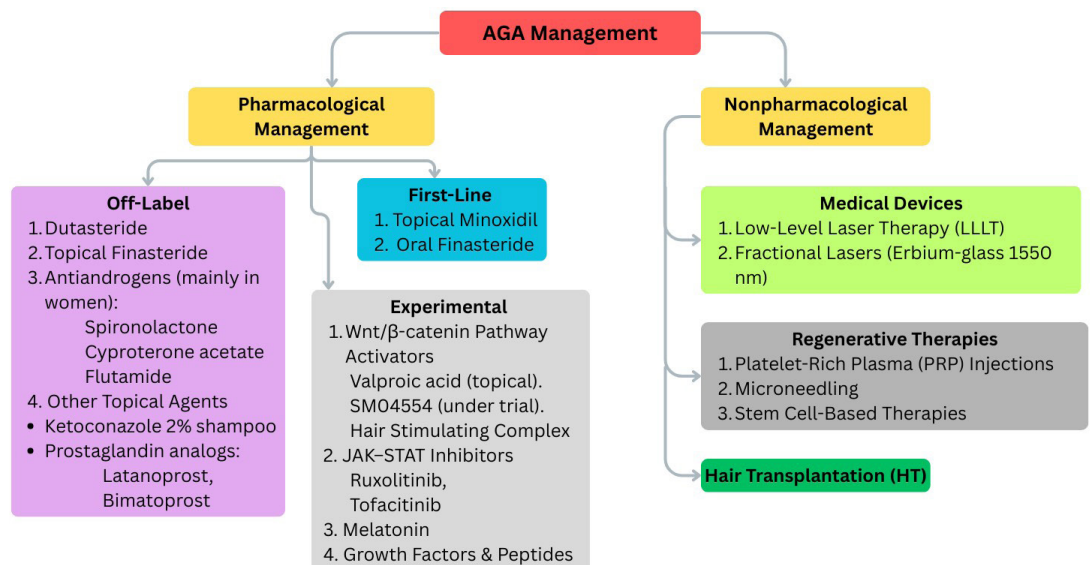 AGA Management
Pharmacological
Management
Off-Label
1. Dutasteride
2. Topical Finasteride
3. Antiandrogens (mainly in
women):
Spironolactone
Cyproterone acetate
Flutamide
4. Other Topical Agents
• Ketoconazole 2% shampoo
• Prostaglandin analogs:
Latanoprost,
Bimatoprost
First-Line
1. Topical Minoxidil
2. Oral Finasteride
Experimental
1. Wnt/β-catenin Pathway
Activators
Valproic acid (topical).
SM04554 (under trial).
Hair Stimulating Complex
2. JAK–STAT Inhibitors
Ruxolitinib,
Tofacitinib
3. Melatonin
4. Growth Factors & Peptides
Nonpharmacological
Management
Medical Devices
1. Low-Level Laser Therapy (LLLT)
2. Fractional Lasers (Erbium-glass 1550
nm)
Regenerative Therapies
1. Platelet-Rich Plasma (PRP) Injections
2. Microneedling
3. Stem Cell-Based Therapies
Hair Transplantation (HT)